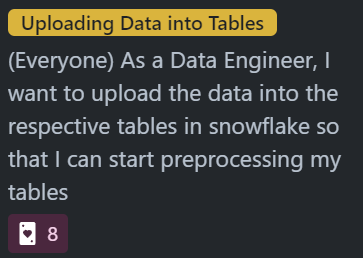 Uploading Data into Tables
(Everyone) As a Data Engineer, I
want to upload the data into the
respective tables in snowflake so
that I can start preprocessing my
tables
8